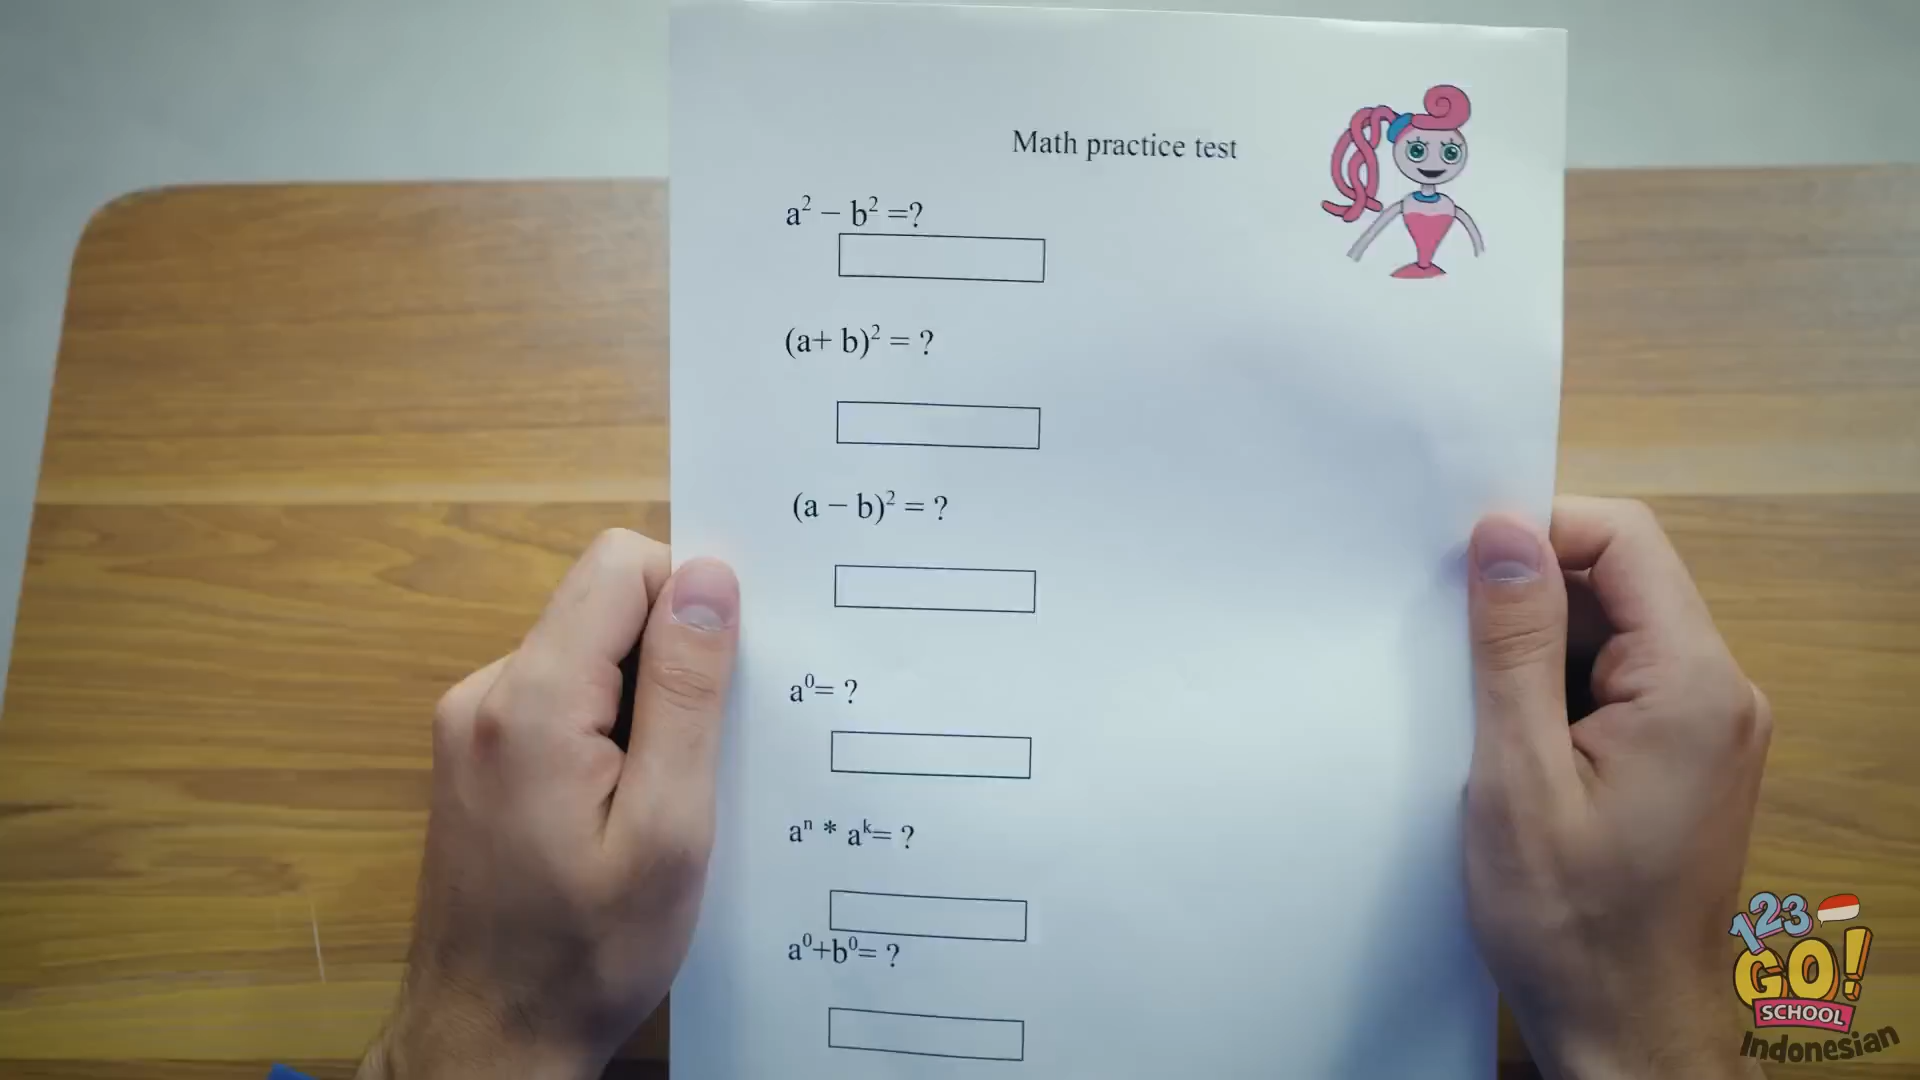 Math practice test
a² − b² =?
(a+ b)² = ?
(a − b)² = ?
a⁰= ?
aⁿ * aᵏ= ?
a⁰+b⁰= ?
123
GO!
SCHOOL
Indonesian